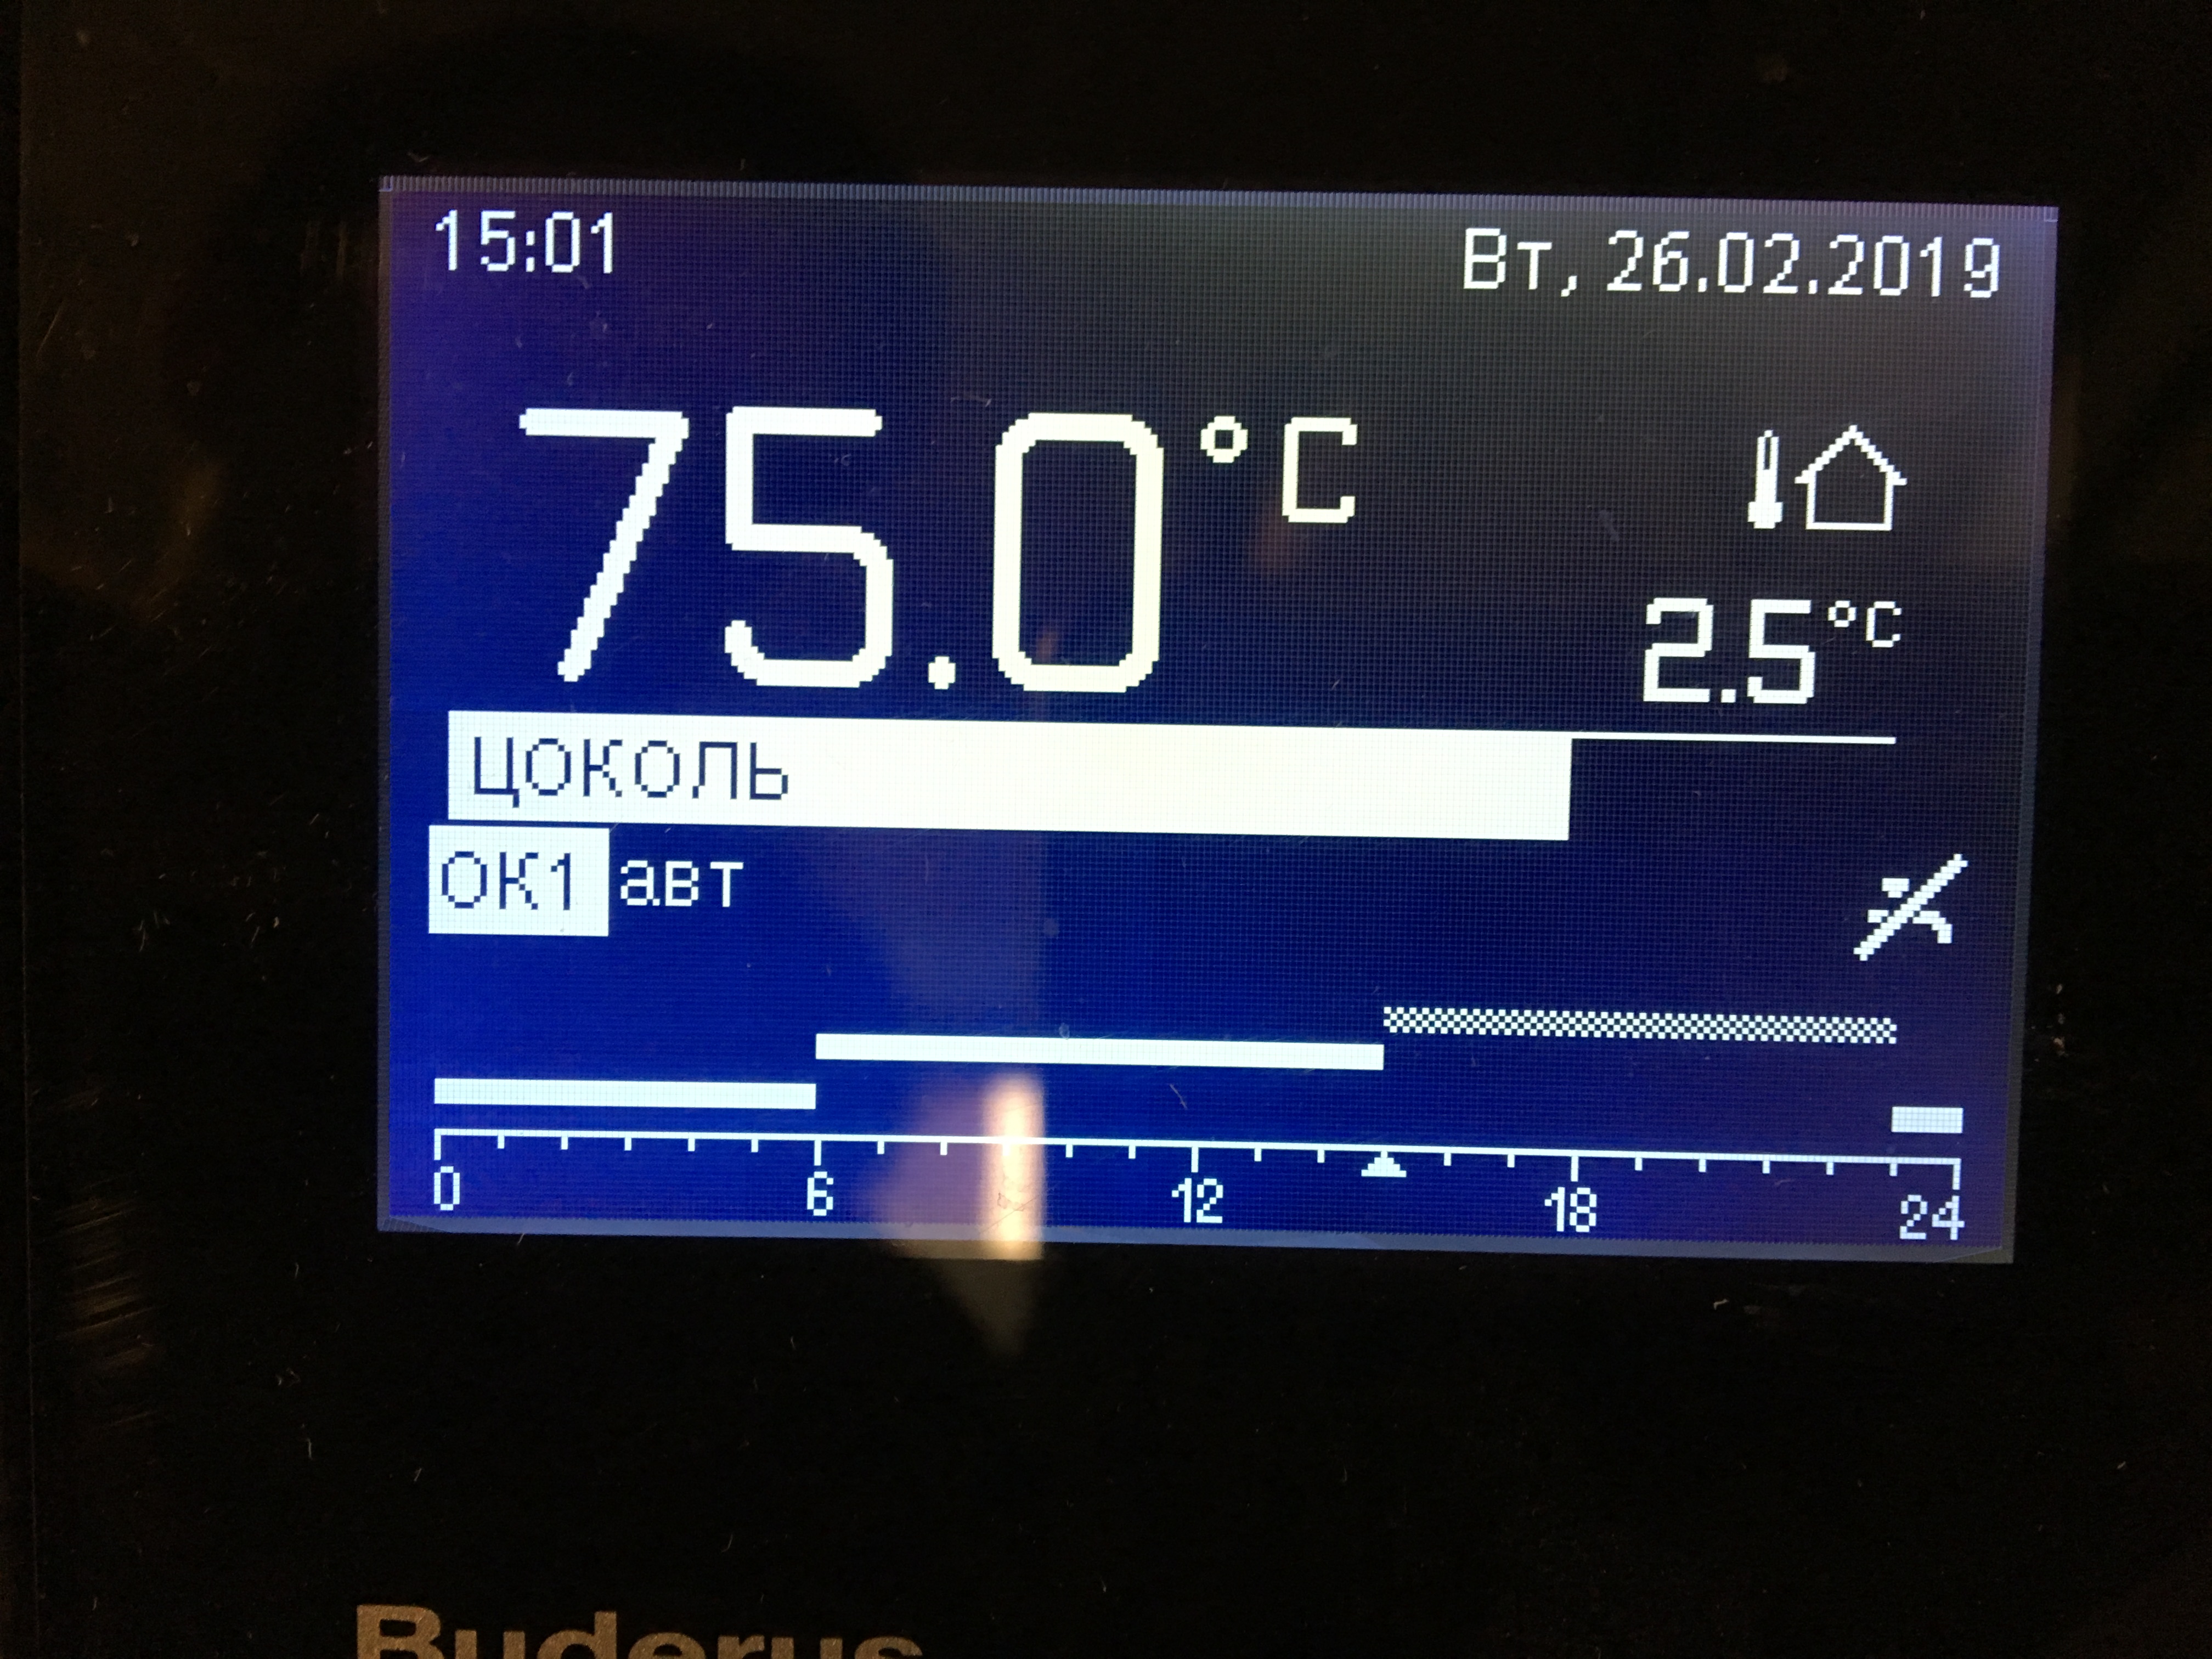 15:01 Вт, 26.02.2019
75.0°C
2.5°C
ЦОКОЛЬ
ОК1 авт
0 6 12 18 24
Buderus